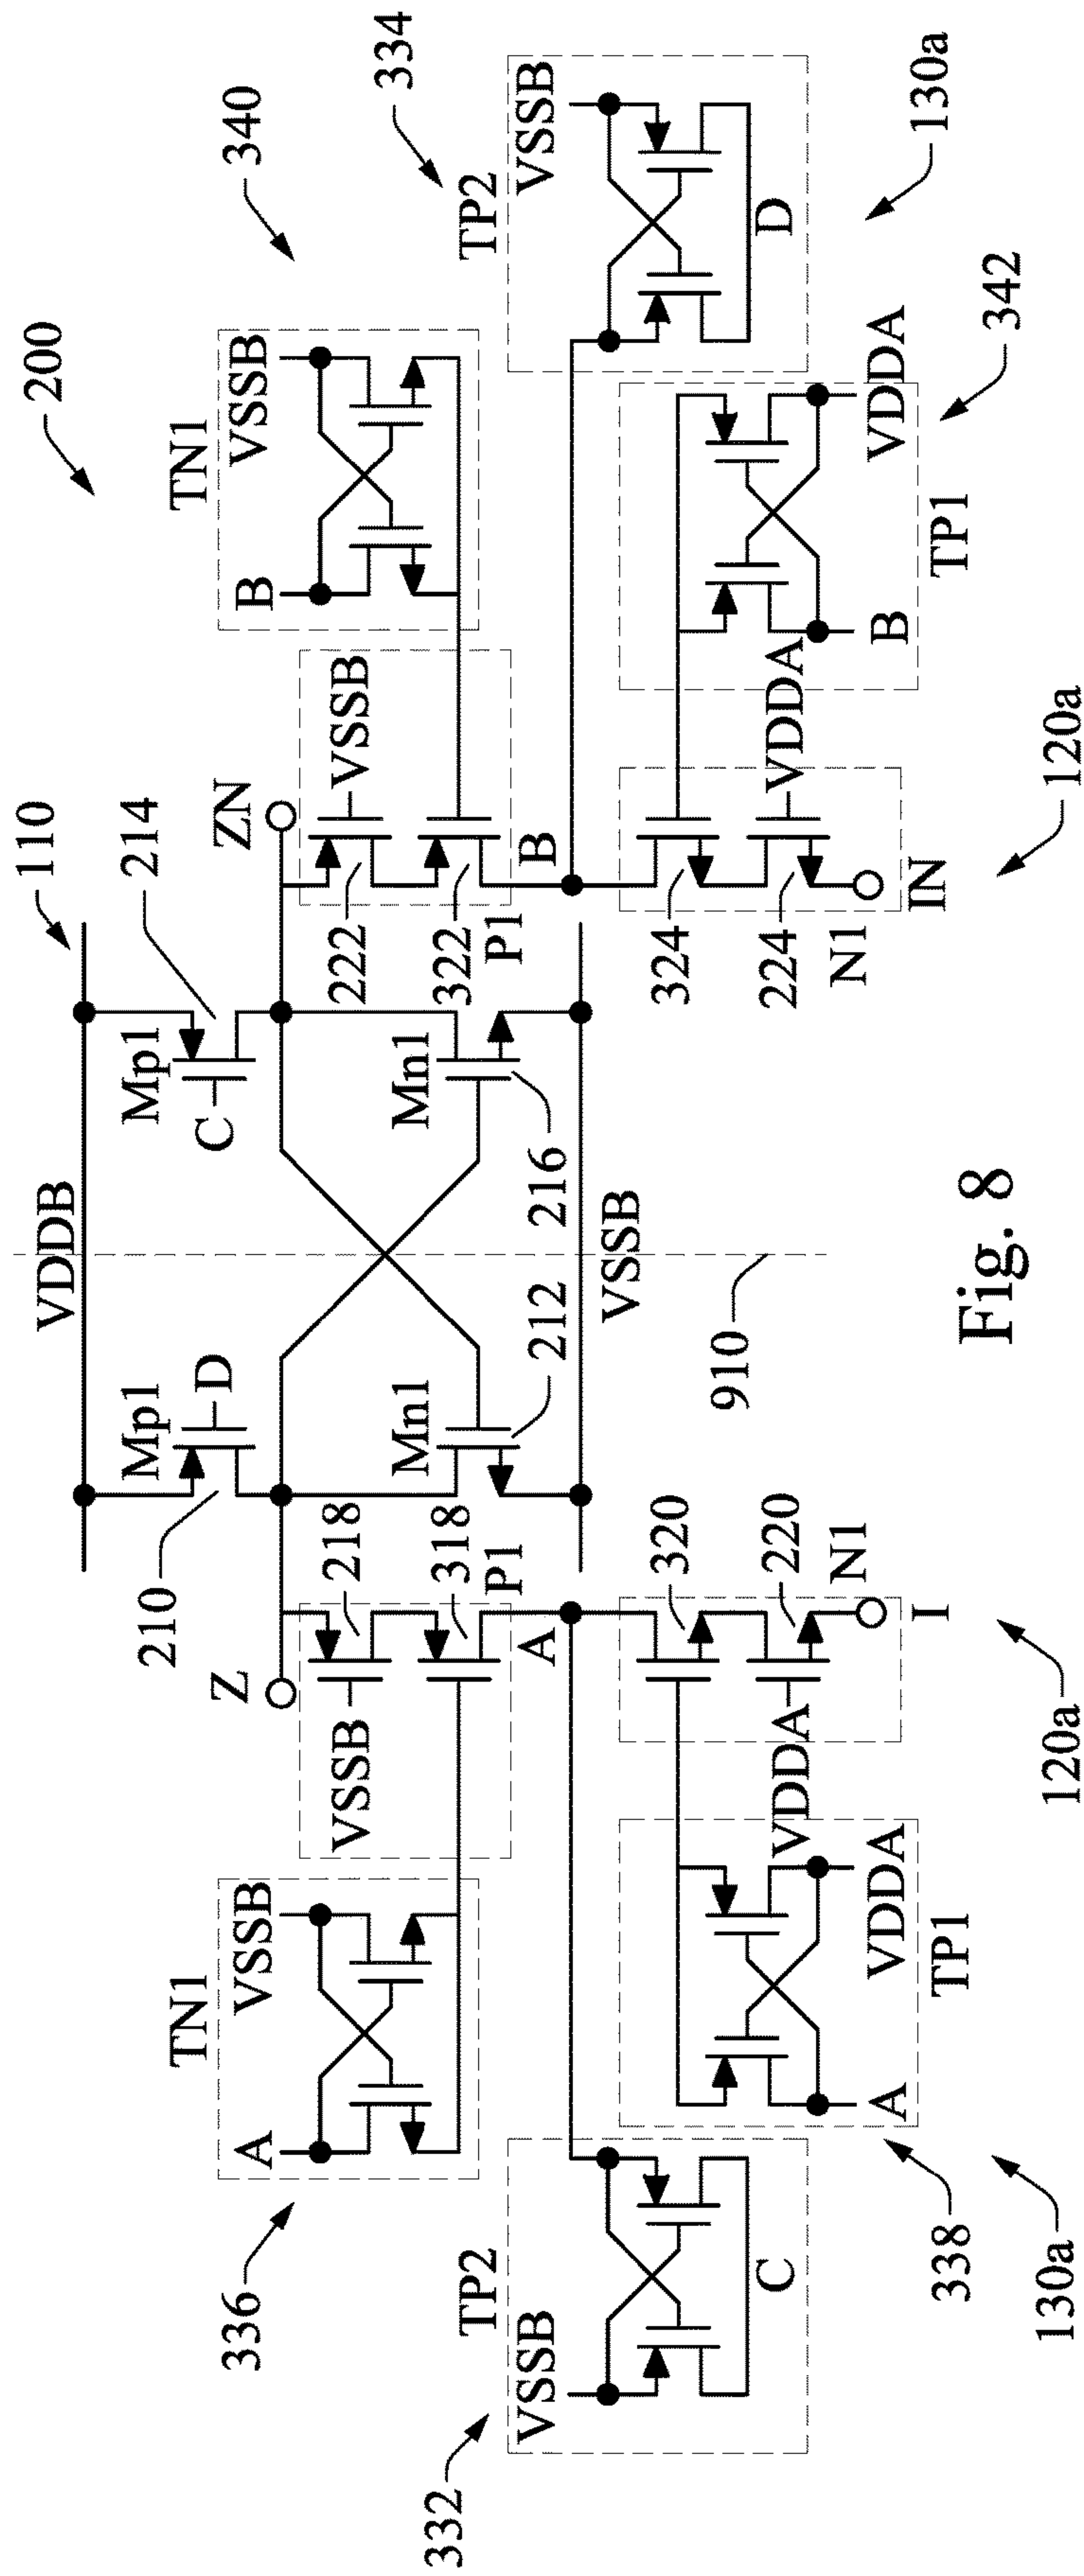 200
110
340
334
VDDB
Z
ZN
TN1
A
VSSB
TN1
B
VSSB
336
210
Mp1
D
Mp1
C
214
VSSB
218
318
P1
A
Mn1
212
Mn1
216
VSSB
222
322
P1
VSSB
B
TP2
VSSB
C
332
TP2
VSSB
D
130a
320
220
N1
I
VDDA
TP1
A
VDDA
338
130a
120a
910
324
224
N1
IN
VDDA
TP1
B
VDDA
342
120a
Fig. 8